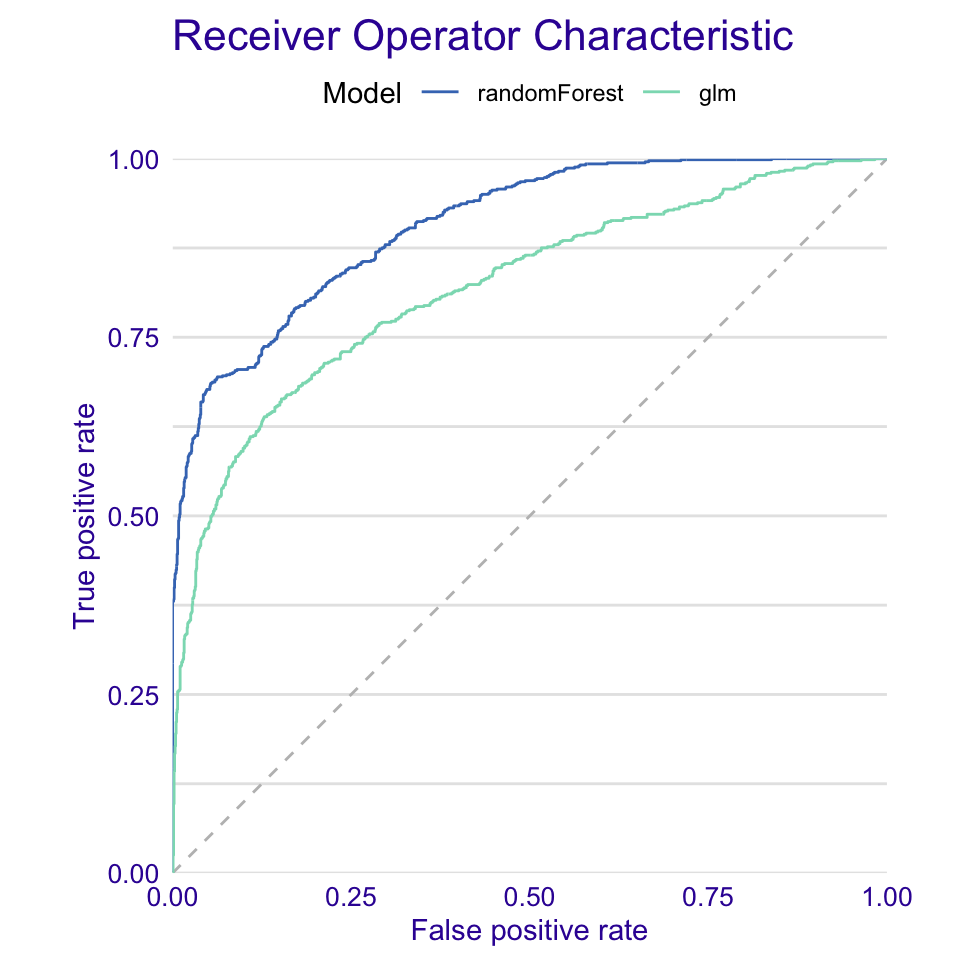 Receiver Operator Characteristic
Model randomForest glm
1.00
0.75
0.50
0.25
0.00
True positive rate
0.00 0.25 0.50 0.75 1.00
False positive rate